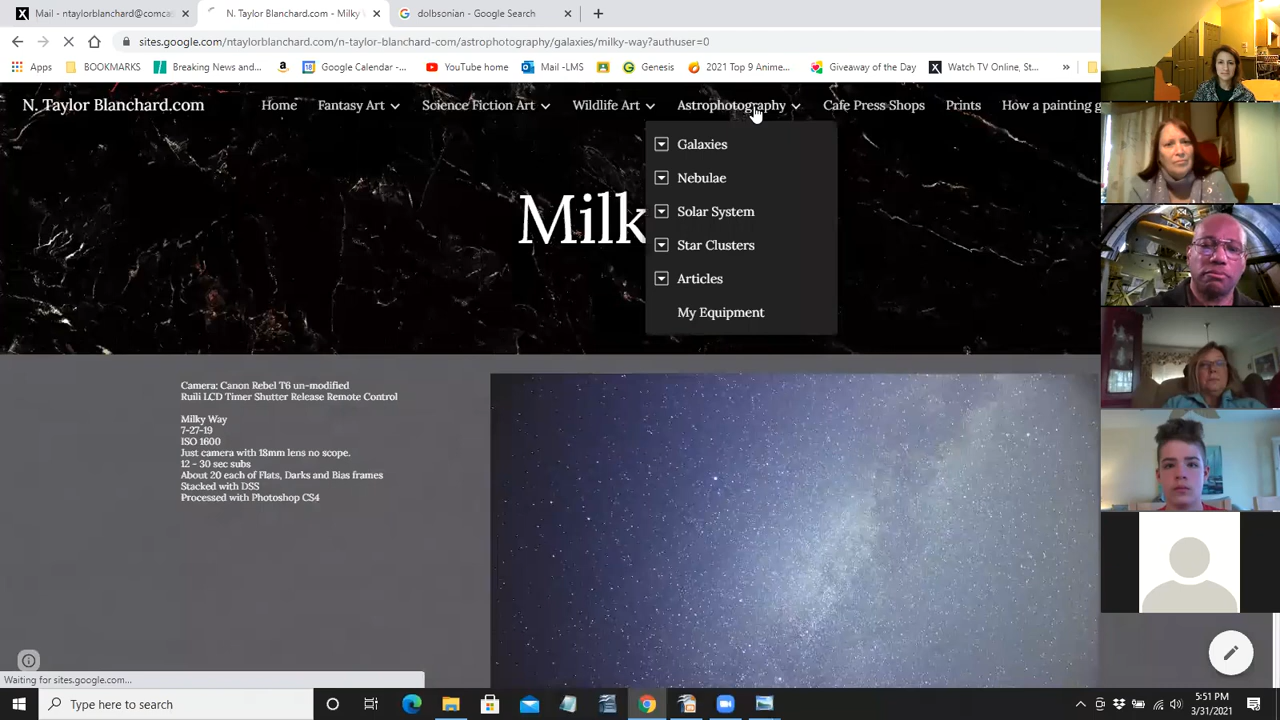 Mail - ntaylorblanchard@comca
N. Taylor Blanchard.com - Milky
dolbsonian - Google Search
sites.google.com/ntaylorblanchard.com/n-taylor-blanchard-com/astrophotography/galaxies/milky-way?authuser=0
Apps BOOKMARKS Breaking News and... Google Calendar -... YouTube home Genesis 2021 Top 9 Anime... Giveaway of the Day Watch TV Online, St... »
N. Taylor Blanchard.com Home Fantasy Art Science Fiction Art Wildlife Art Astrophotography Cafe Press Shops Prints How a painting g
Galaxies
Nebulae
Solar System
Star Clusters
Articles
My Equipment
Milk
Camera: Canon Rebel T6 un-modified
Ruili LCD Timer Shutter Release Remote Control
Milky Way
7-27-19
ISO 1600
Just camera with 18mm lens no scope.
12 - 30 sec subs
About 20 each of Flats, Darks and Bias frames
Stacked with DSS
Processed with Photoshop CS4
Waiting for sites.google.com...
Type here to search
5:51 PM
3/31/2021